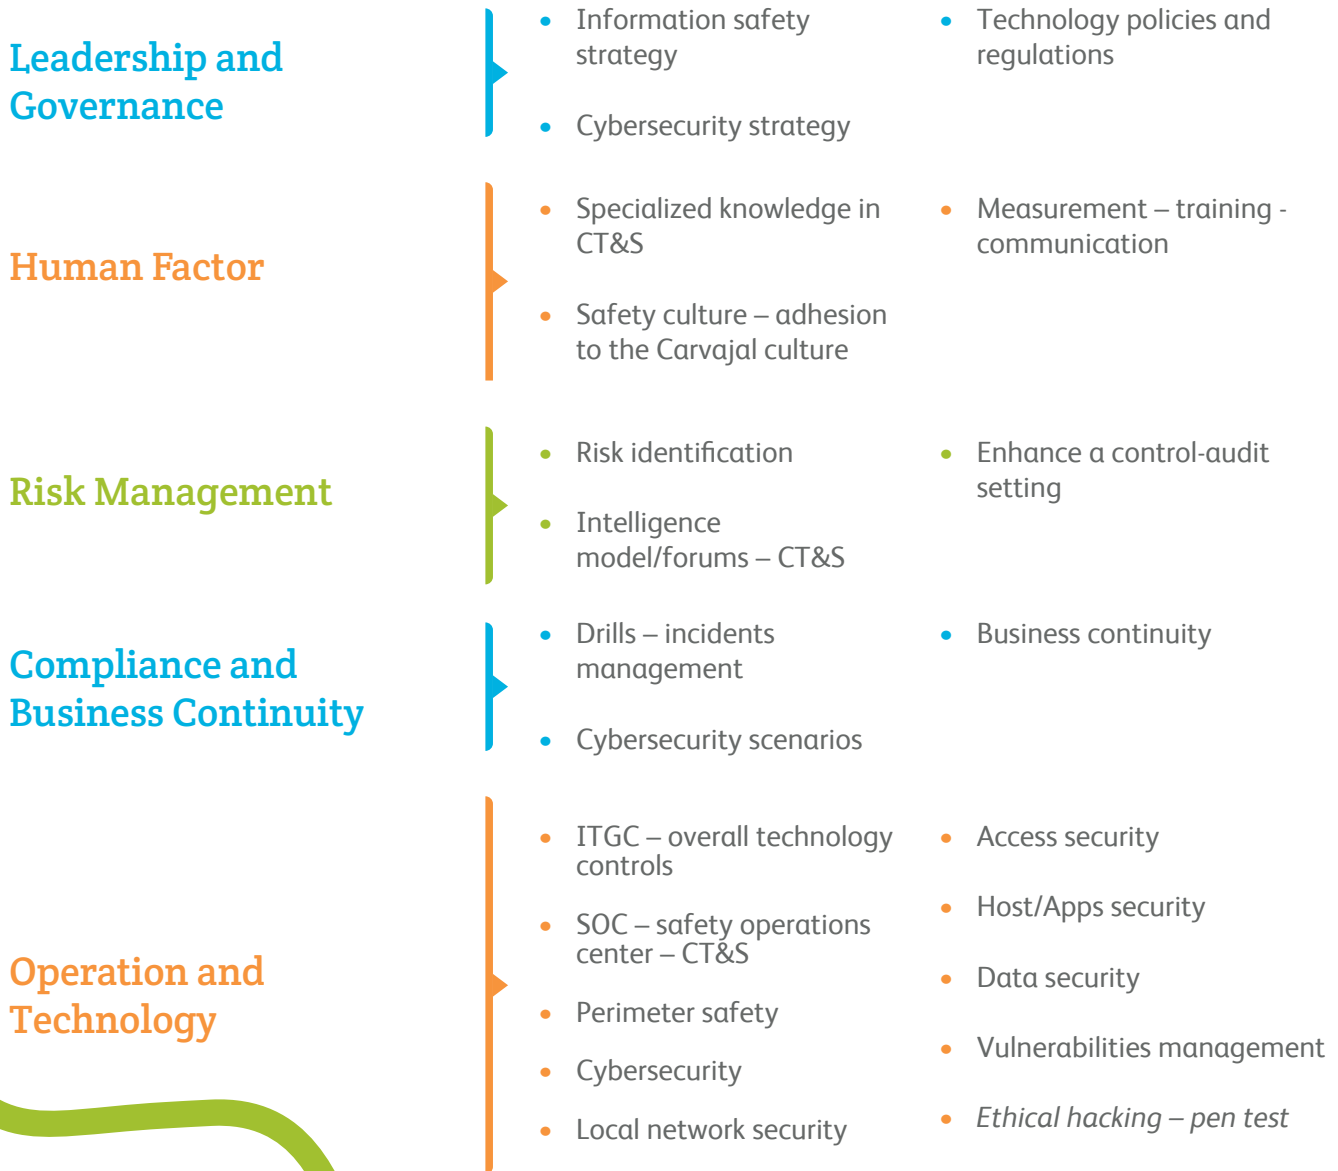 Leadership and
Governance
• Information safety
strategy
• Cybersecurity strategy
• Technology policies and
regulations
Human Factor
• Specialized knowledge in
CT&S
• Safety culture – adhesion
to the Carvajal culture
• Measurement – training -
communication
Risk Management
• Risk identification
• Intelligence
model/forums – CT&S
• Enhance a control-audit
setting
Compliance and
Business Continuity
• Drills – incidents
management
• Cybersecurity scenarios
• Business continuity
Operation and
Technology
• ITGC – overall technology
controls
• SOC – safety operations
center – CT&S
• Perimeter safety
• Cybersecurity
• Local network security
• Access security
• Host/Apps security
• Data security
• Vulnerabilities management
• Ethical hacking – pen test